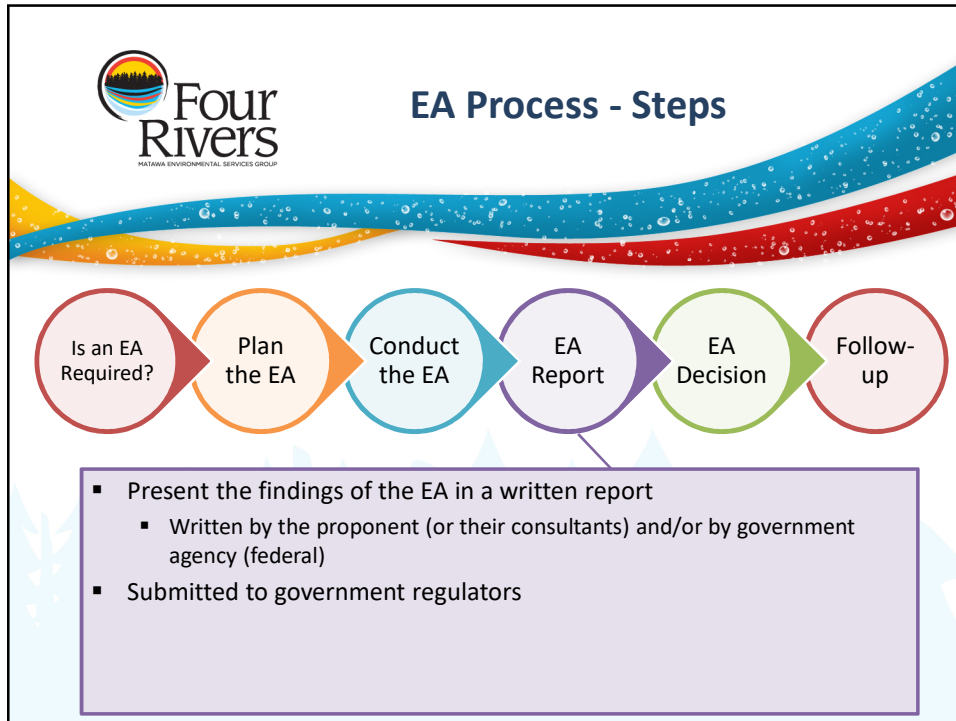 Four
Rivers
MATAWA ENVIRONMENTAL SERVICES GROUP
EA Process - Steps
Is an EA
Required?
Plan
the EA
Conduct
the EA
EA
Report
EA
Decision
Follow-
up
▪ Present the findings of the EA in a written report
▪ Written by the proponent (or their consultants) and/or by government
agency (federal)
▪ Submitted to government regulators